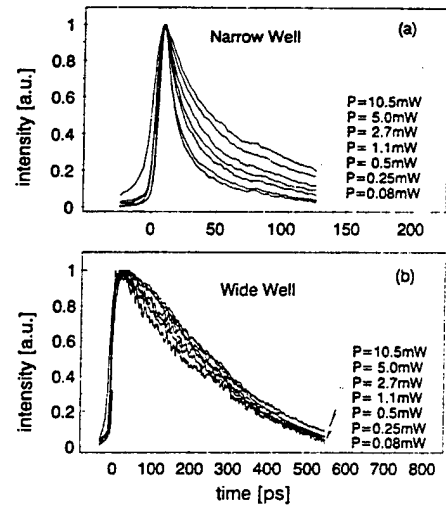 (a)
Narrow Well
intensity [a.u.]
1
0.8
0.6
0.4
0.2
0
P= 10.5mW
P= 5.0mW
P= 2.7mW
P= 1.1mW
P= 0.5mW
P=0.25mW
P=0.08mW
0 50 100 150 200
(b)
Wide Well
intensity [a.u.]
1
0.8
0.6
0.4
0.2
0
P= 10.5mW
P= 5.0mW
P= 2.7mW
P= 1.1mW
P= 0.5mW
P=0.25mW
P=0.08mW
0 100 200 300 400 500 600 700 800
time [ps]